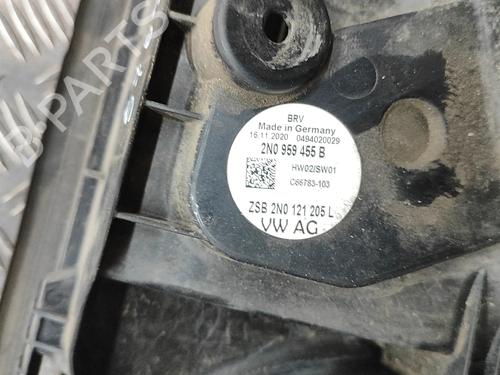 B-PARTS
BRV
Made in Germany
16.11.2020 0494020029
2N0 959 455 B
HW02/SW01
C66783-103
ZSB 2N0 121 205 L
VW AG